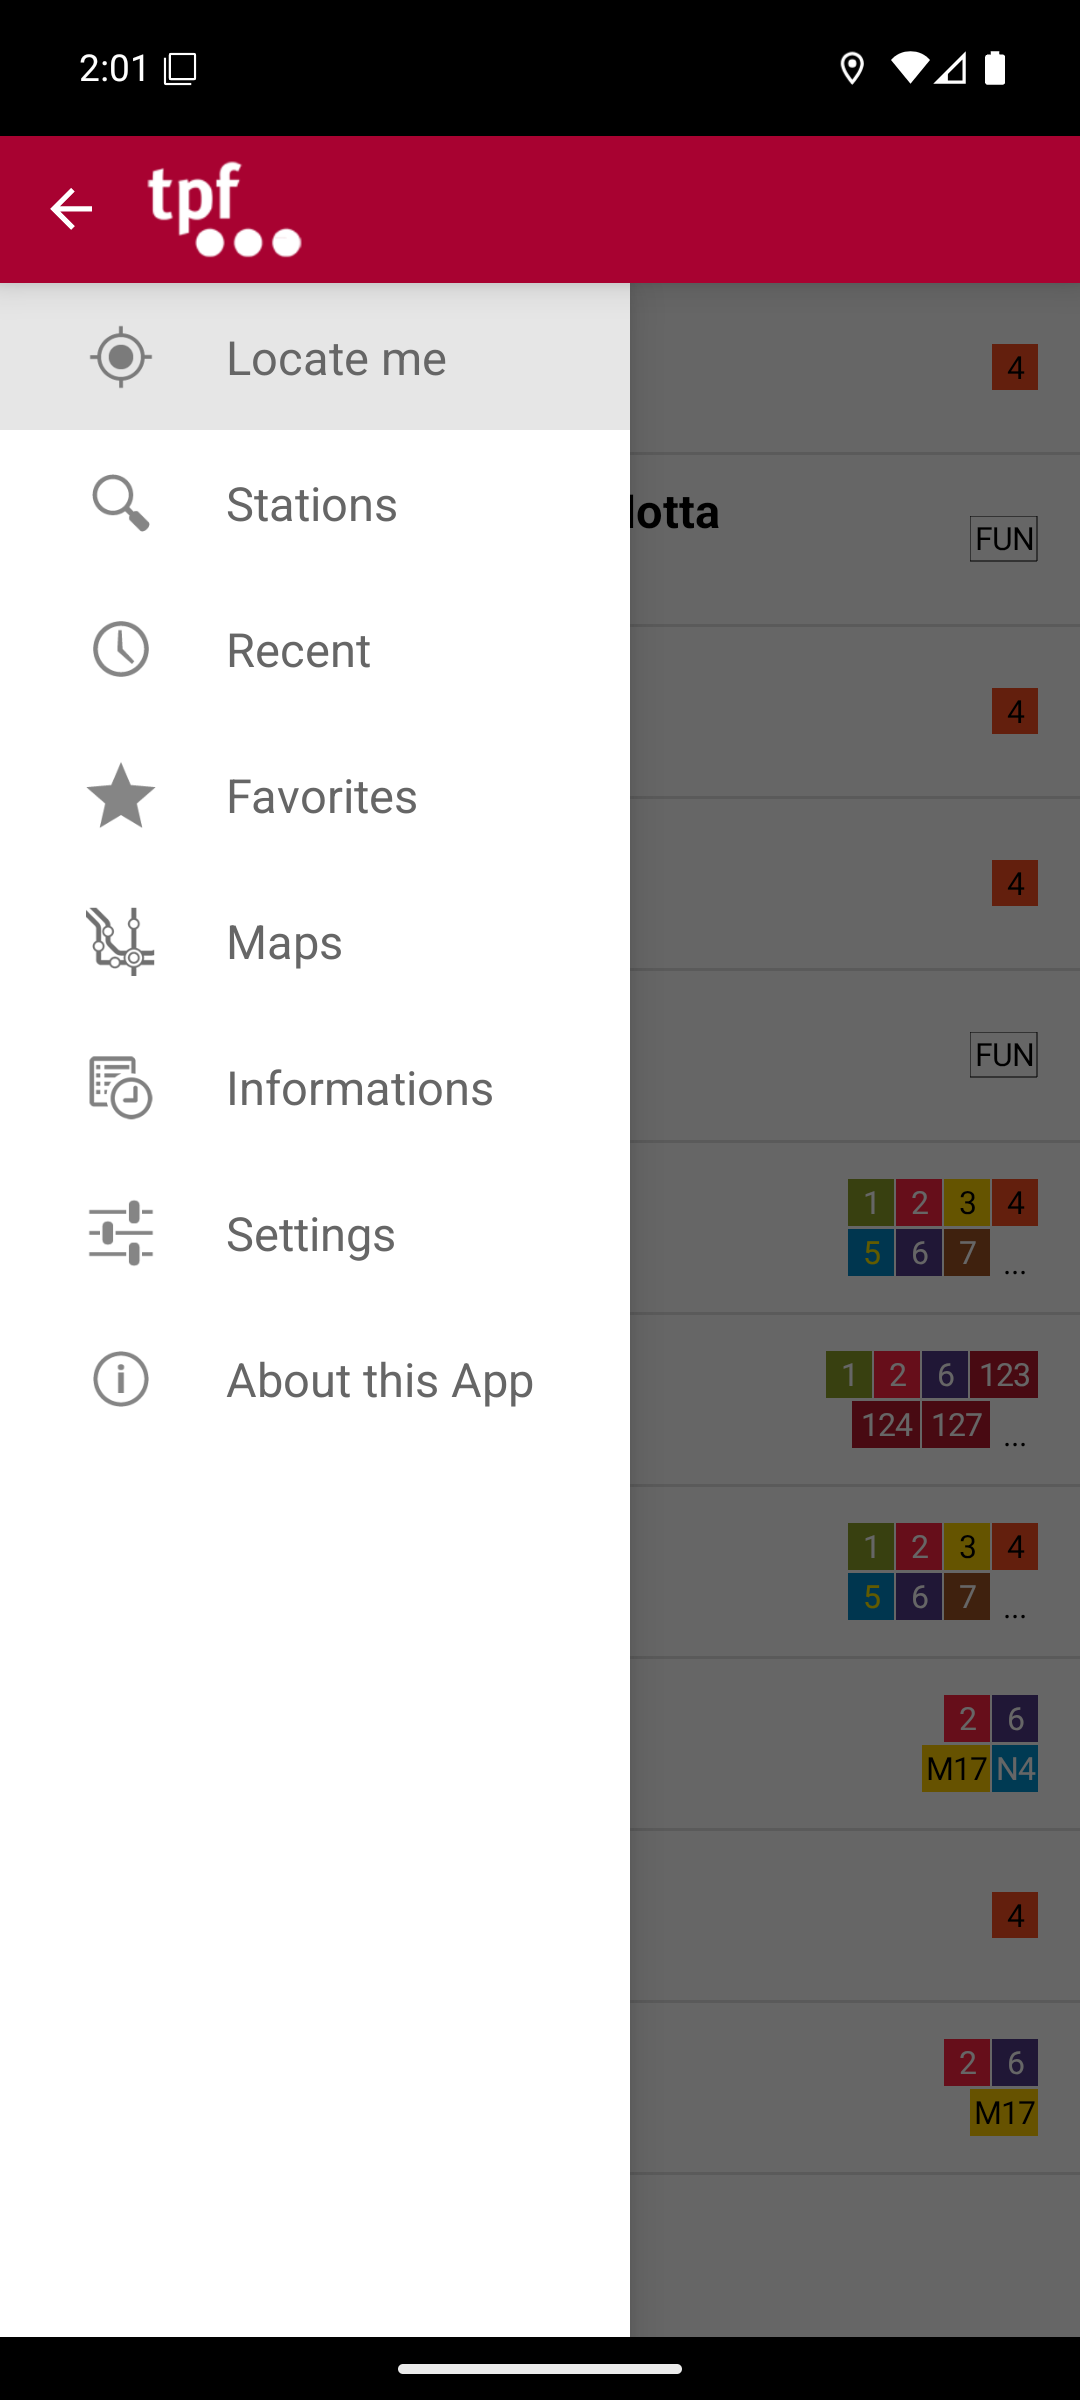 2:01
tpf
Locate me
4
Stations
lotta
FUN
Recent
4
Favorites
4
Maps
FUN
Informations
1 2 3 4
5 6 7 ...
Settings
About this App
1 2 6 123
124 127 ...
1 2 3 4
5 6 7 ...
2 6
M17 N4
4
2 6
M17